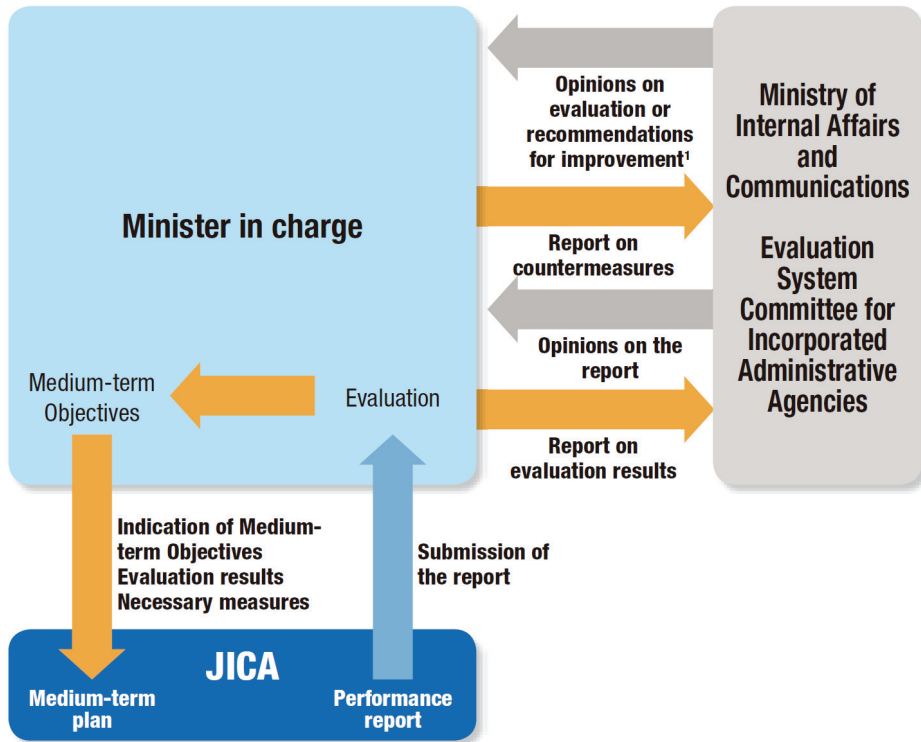 Minister in charge
Medium-term
Objectives
Evaluation
Opinions on
evaluation or
recommendations
for improvement¹
Report on
countermeasures
Opinions on the
report
Report on
evaluation results
Ministry of
Internal Affairs
and
Communications
Evaluation
System
Committee for
Incorporated
Administrative
Agencies
Indication of Medium-
term Objectives
Evaluation results
Necessary measures
Submission of
the report
JICA
Medium-term
plan
Performance
report